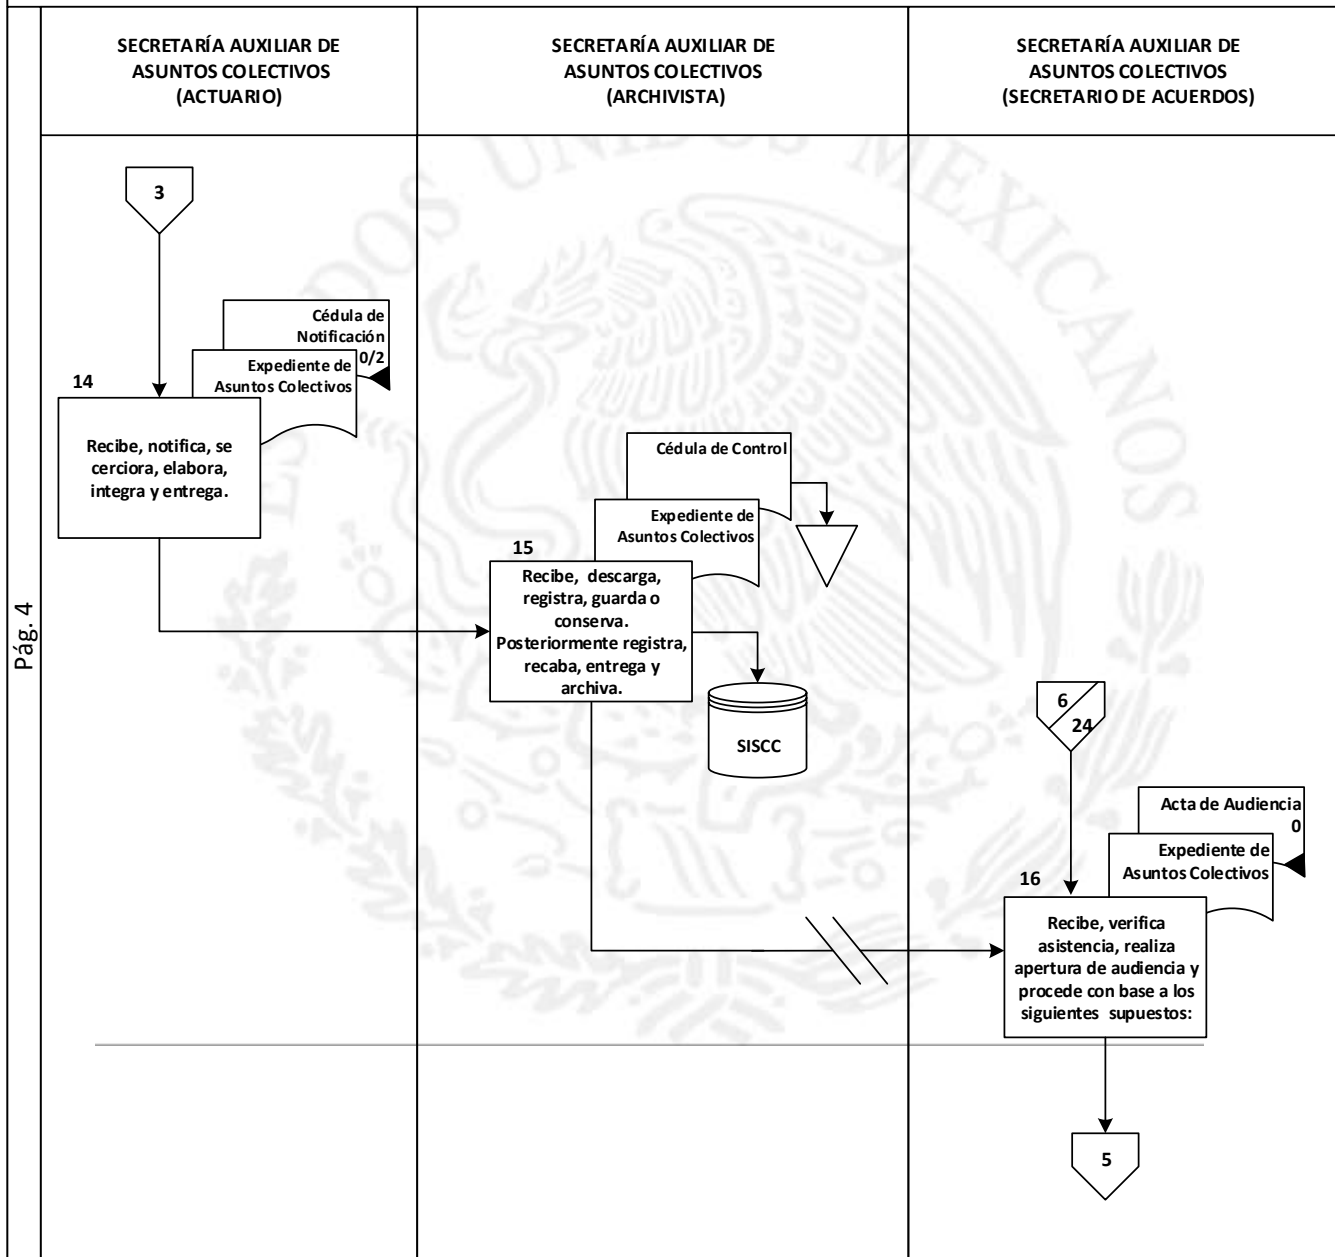 SECRETARÍA AUXILIAR DE
ASUNTOS COLECTIVOS
(ACTUARIO)
SECRETARÍA AUXILIAR DE
ASUNTOS COLECTIVOS
(ARCHIVISTA)
SECRETARÍA AUXILIAR DE
ASUNTOS COLECTIVOS
(SECRETARIO DE ACUERDOS)
Pág. 4
3
Cédula de
Notificación
0/2
Expediente de
Asuntos Colectivos
14
Recibe, notifica, se
cerciora, elabora,
integra y entrega.
Cédula de Control
Expediente de
Asuntos Colectivos
15
Recibe, descarga,
registra, guarda o
conserva.
Posteriormente registra,
recaba, entrega y
archiva.
SISCC
6
24
Acta de Audiencia
0
Expediente de
Asuntos Colectivos
16
Recibe, verifica
asistencia, realiza
apertura de audiencia y
procede con base a los
siguientes supuestos:
5
UNIDOS MEXICANOS